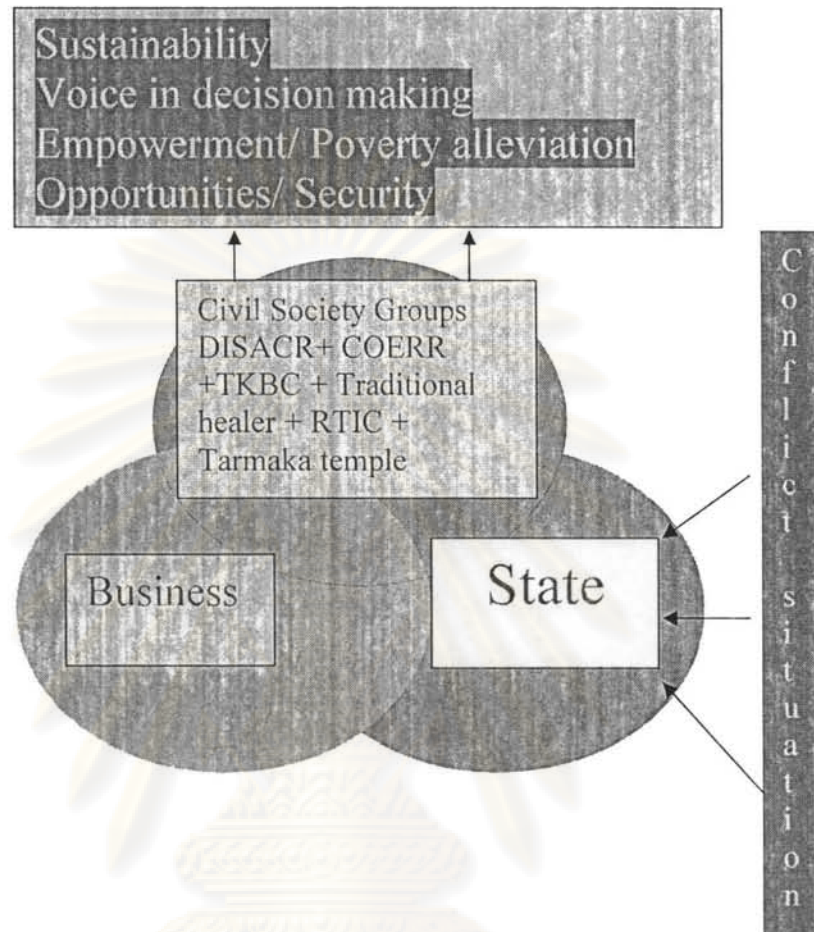 Sustainability
Voice in decision making
Empowerment/ Poverty alleviation
Opportunities/ Security
Civil Society Groups
DISACR+ COERR
+TKBC + Traditional
healer + RTIC +
Tarmaka temple
Business
State
Conflict situation